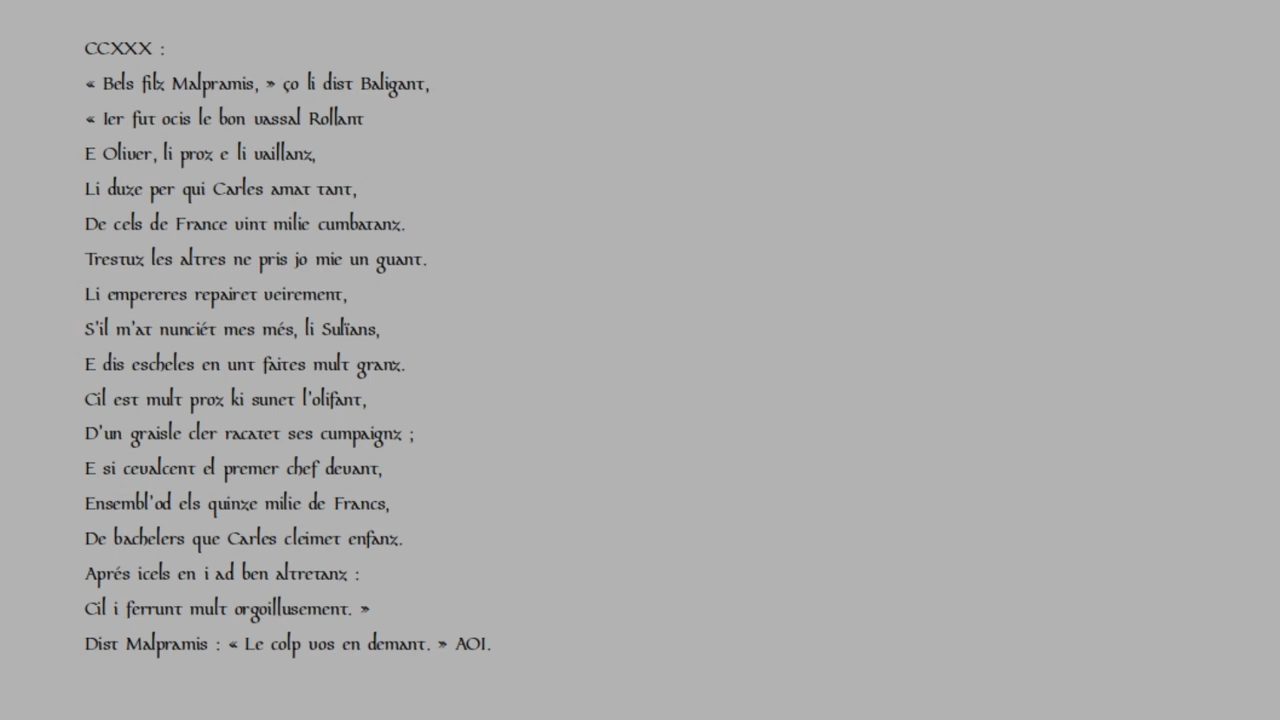 CCXXX :
« Bels filz Malpramis, » ço li dist Baligant,
« Ier fut ocis le bon vassal Rollant
E Oliver, li proz e li vaillanz,
Li duze per qui Carles amat tant,
De cels de France vint milie cumbatanz.
Trestuz les altres ne pris jo mie un guant.
Li empereres repairet veirement,
S'il m'at nunciét mes més, li Sulïans,
E dis escheles en unt faites mult granz.
Cil est mult proz ki sunet l'olifant,
D'un graisle cler racatet ses cumpaignz ;
E si cevalcent el premer chef devant,
Ensembl'od els quinze milie de Francs,
De bachelers que Carles cleimet enfanz.
Aprés icels en i ad ben altretanz :
Cil i ferrunt mult orgoillusement. »
Dist Malpramis : « Le colp vos en demant. » AOI.